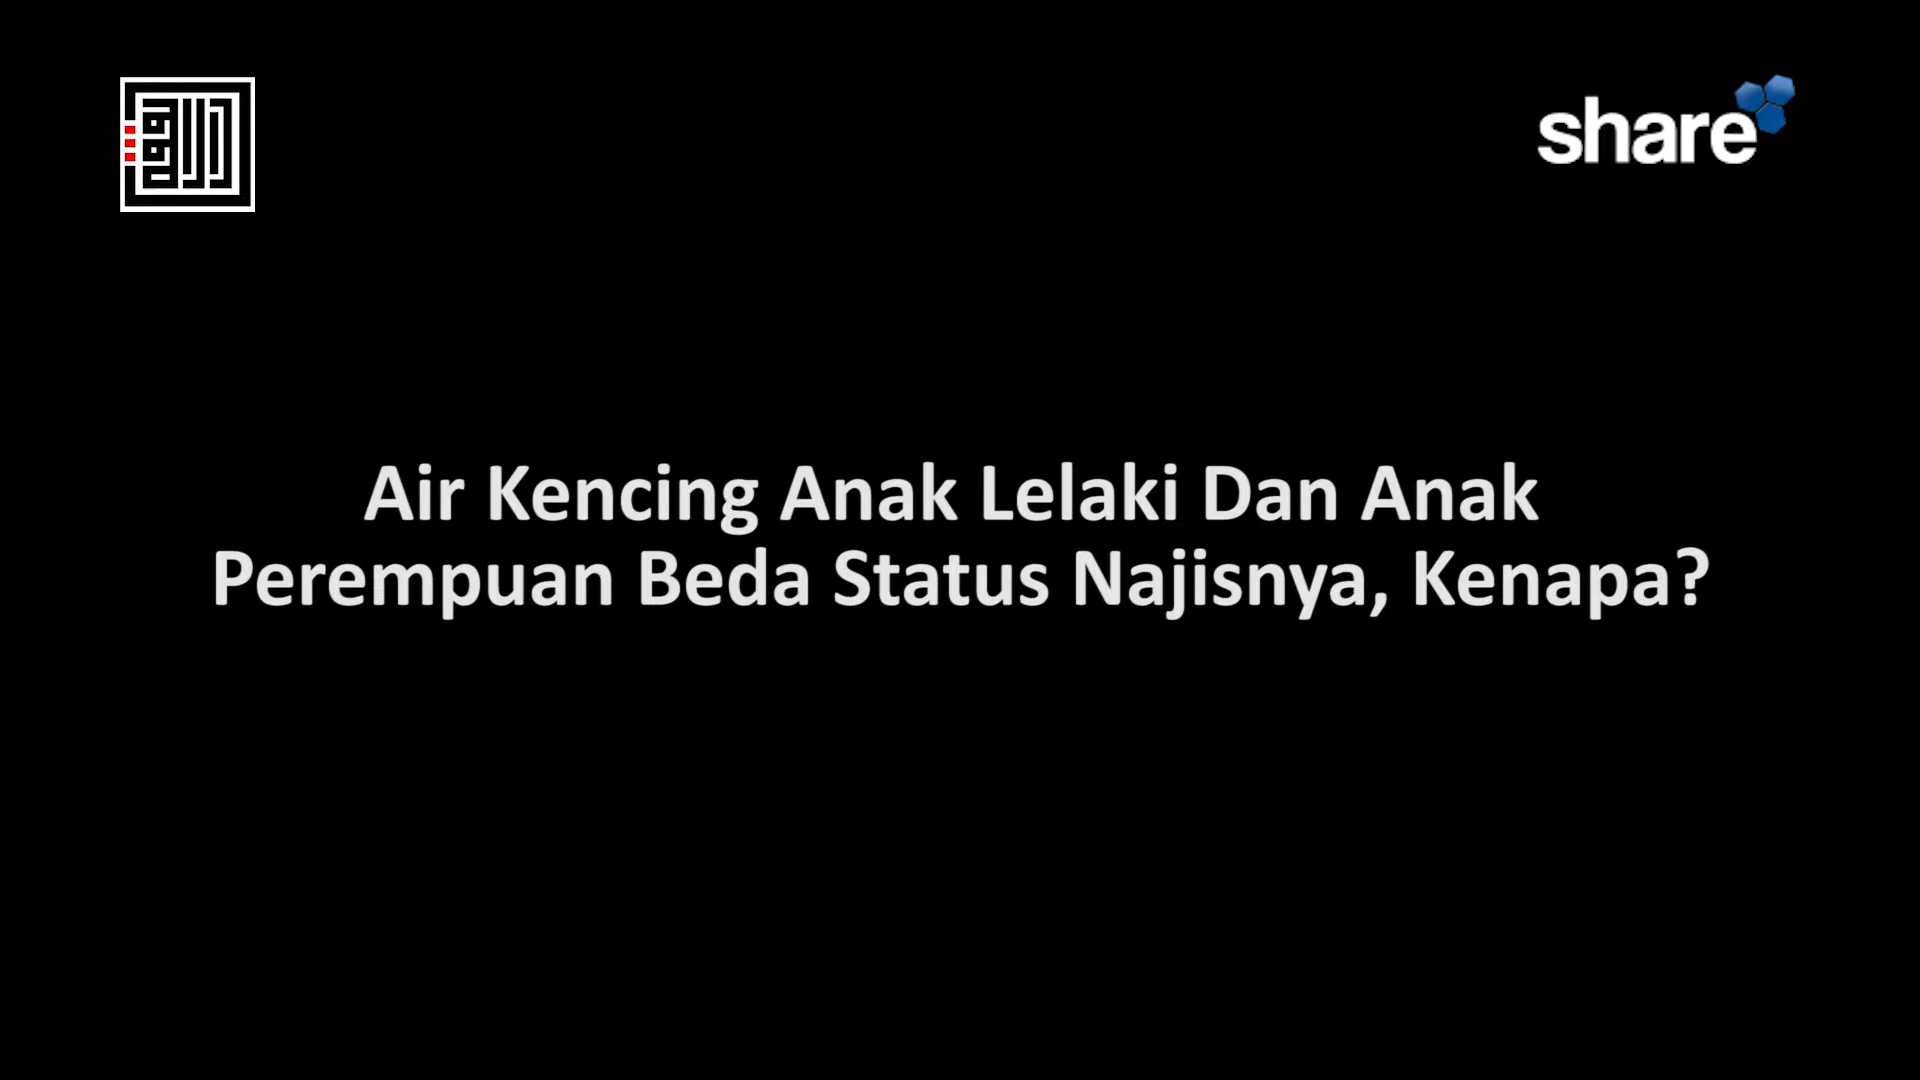 share
Air Kencing Anak Lelaki Dan Anak
Perempuan Beda Status Najisnya, Kenapa?